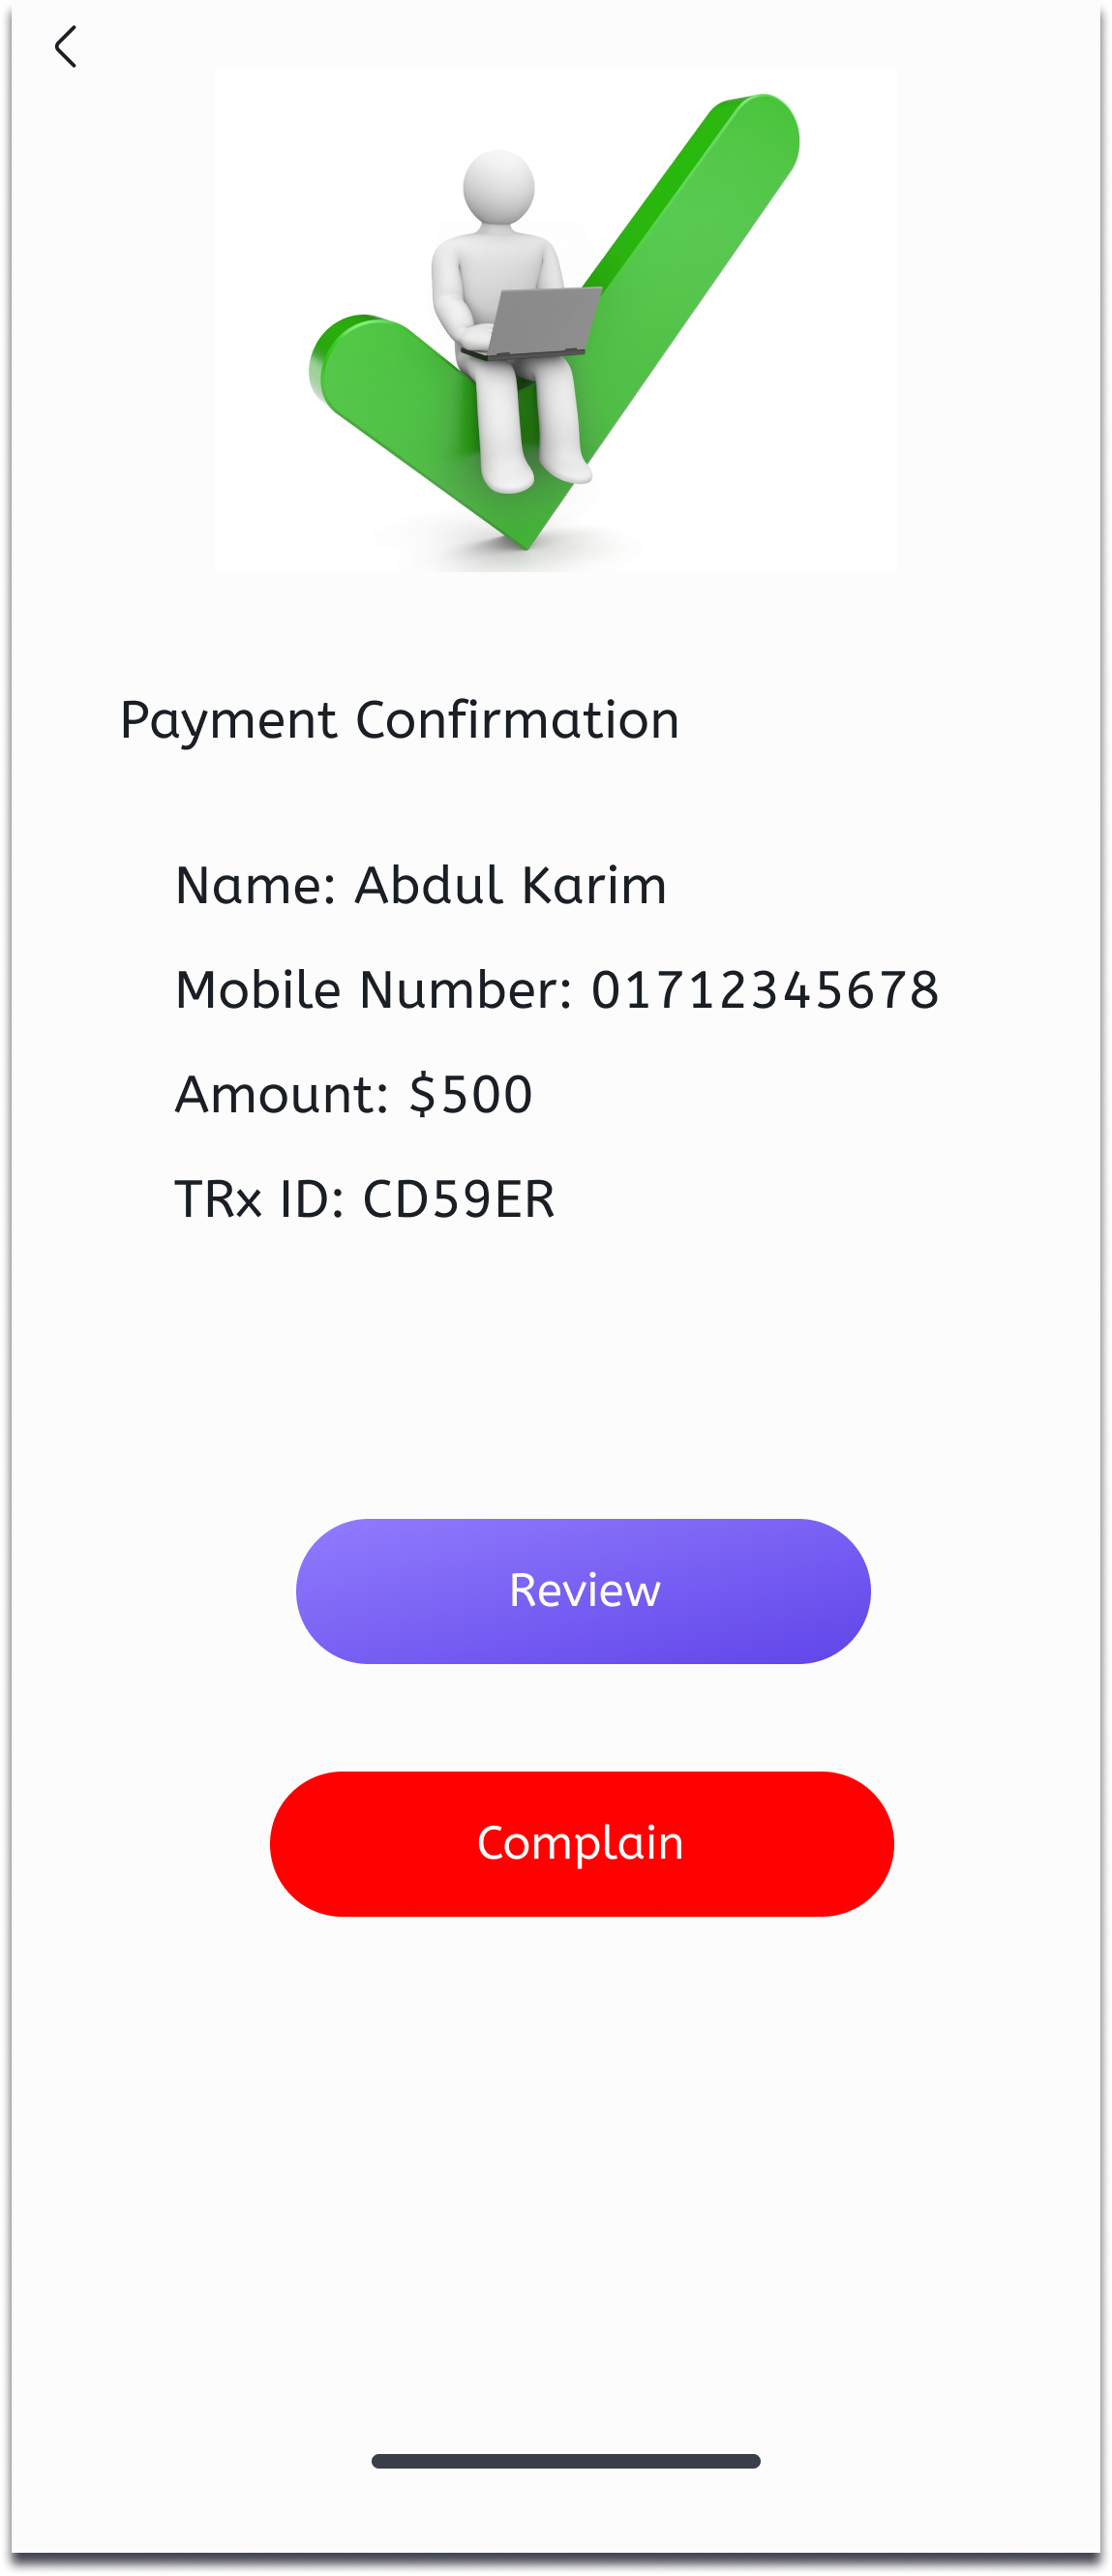 Payment Confirmation
Name: Abdul Karim
Mobile Number: 01712345678
Amount: $500
TRx ID: CD59ER
Review
Complain